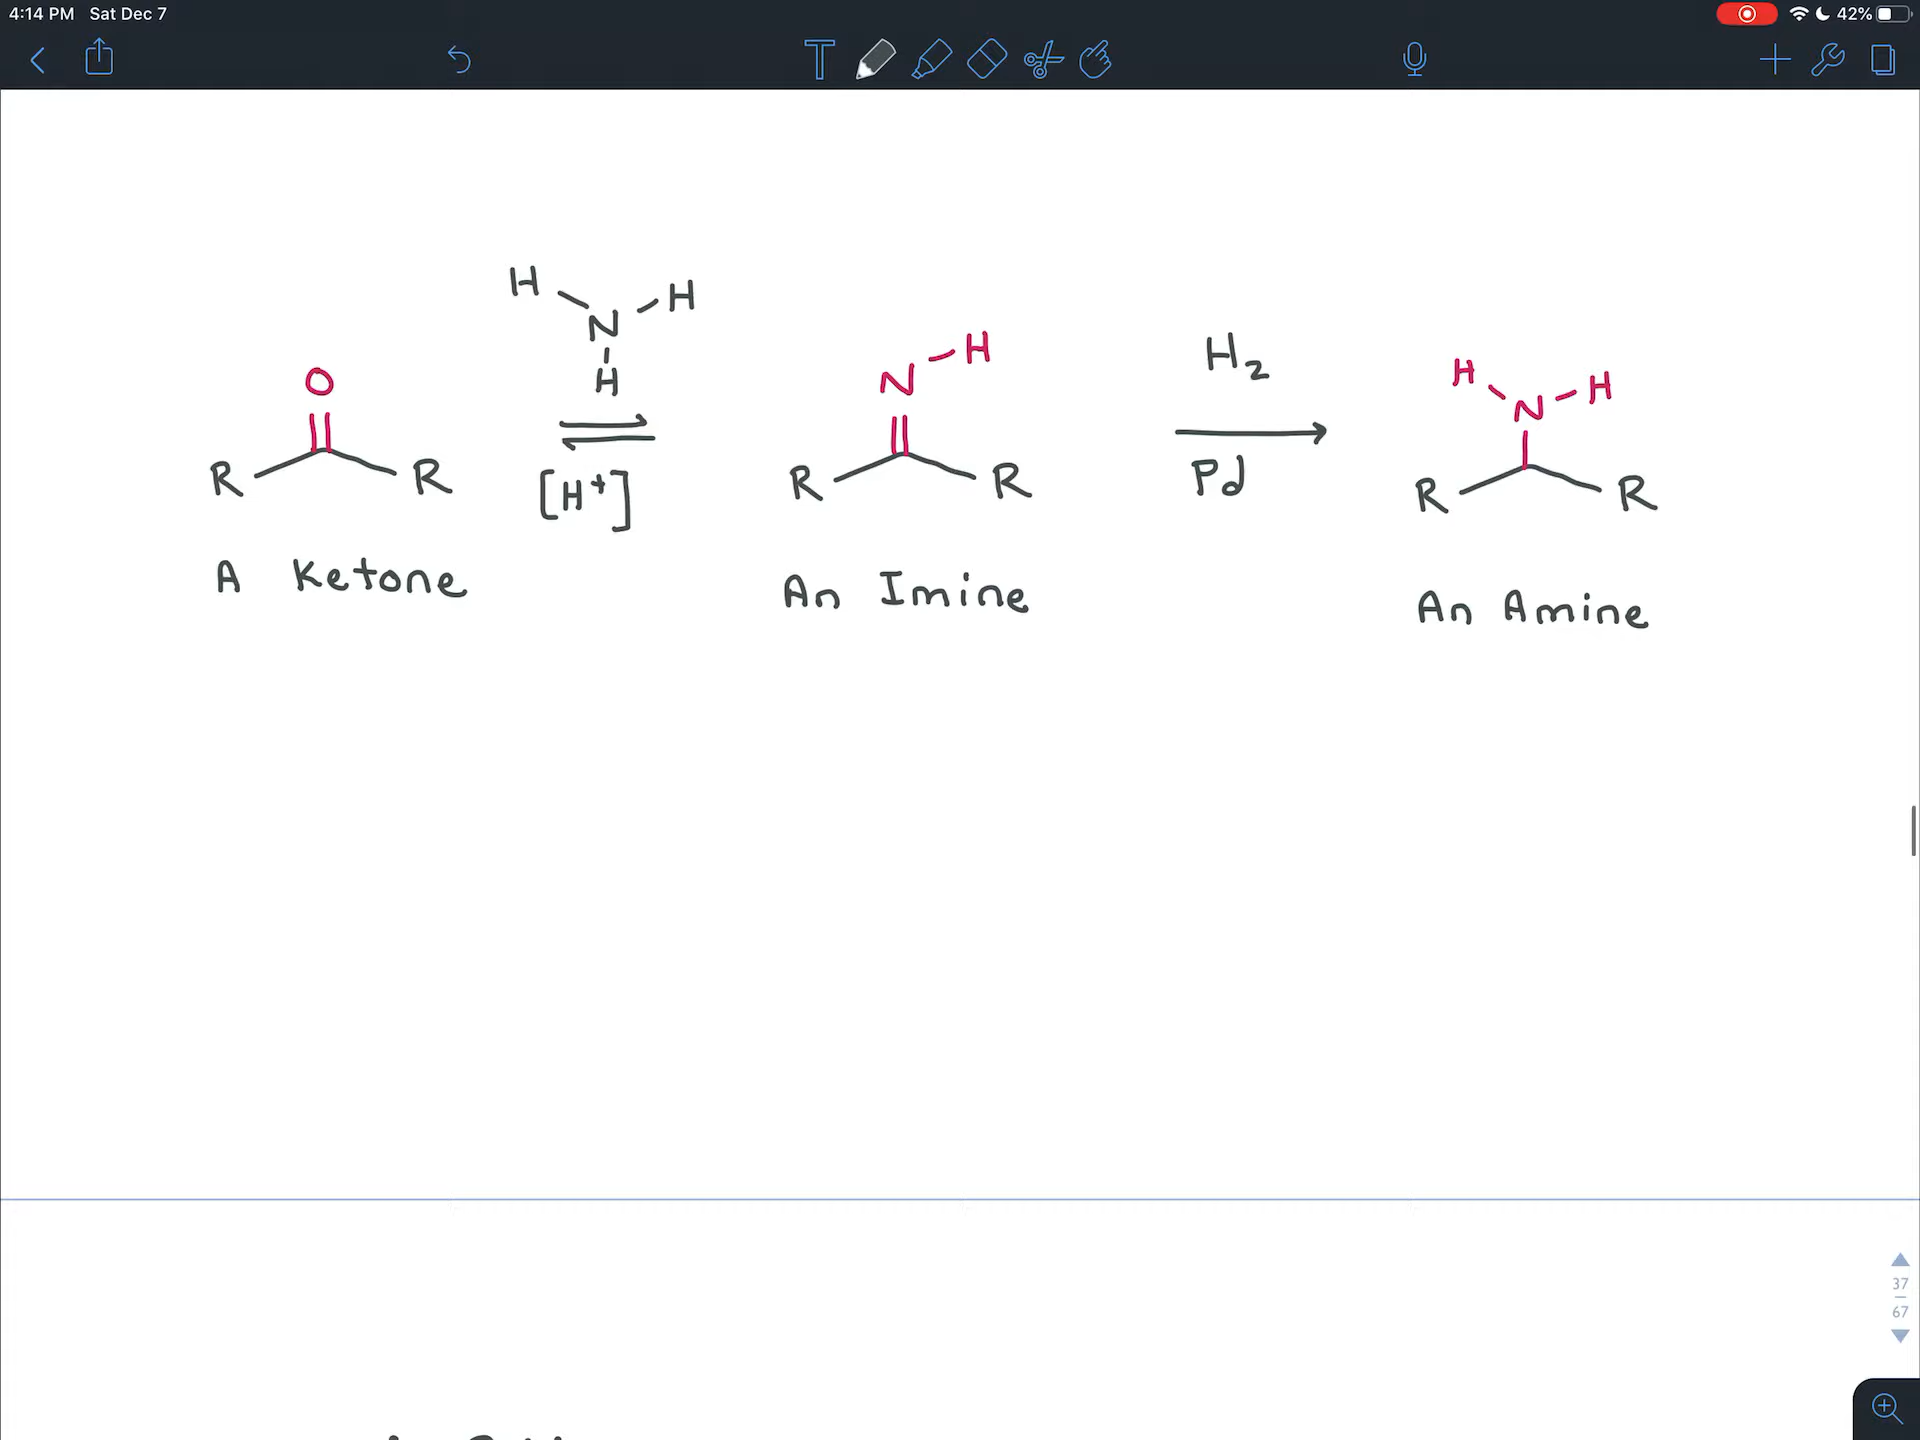 4:14 PM Sat Dec 7
42%
T
H
N
H
H
O
R
R
[H+]
A Ketone
N
H
R
R
An Imine
H2
Pd
H
N
H
R
R
An Amine
37
67